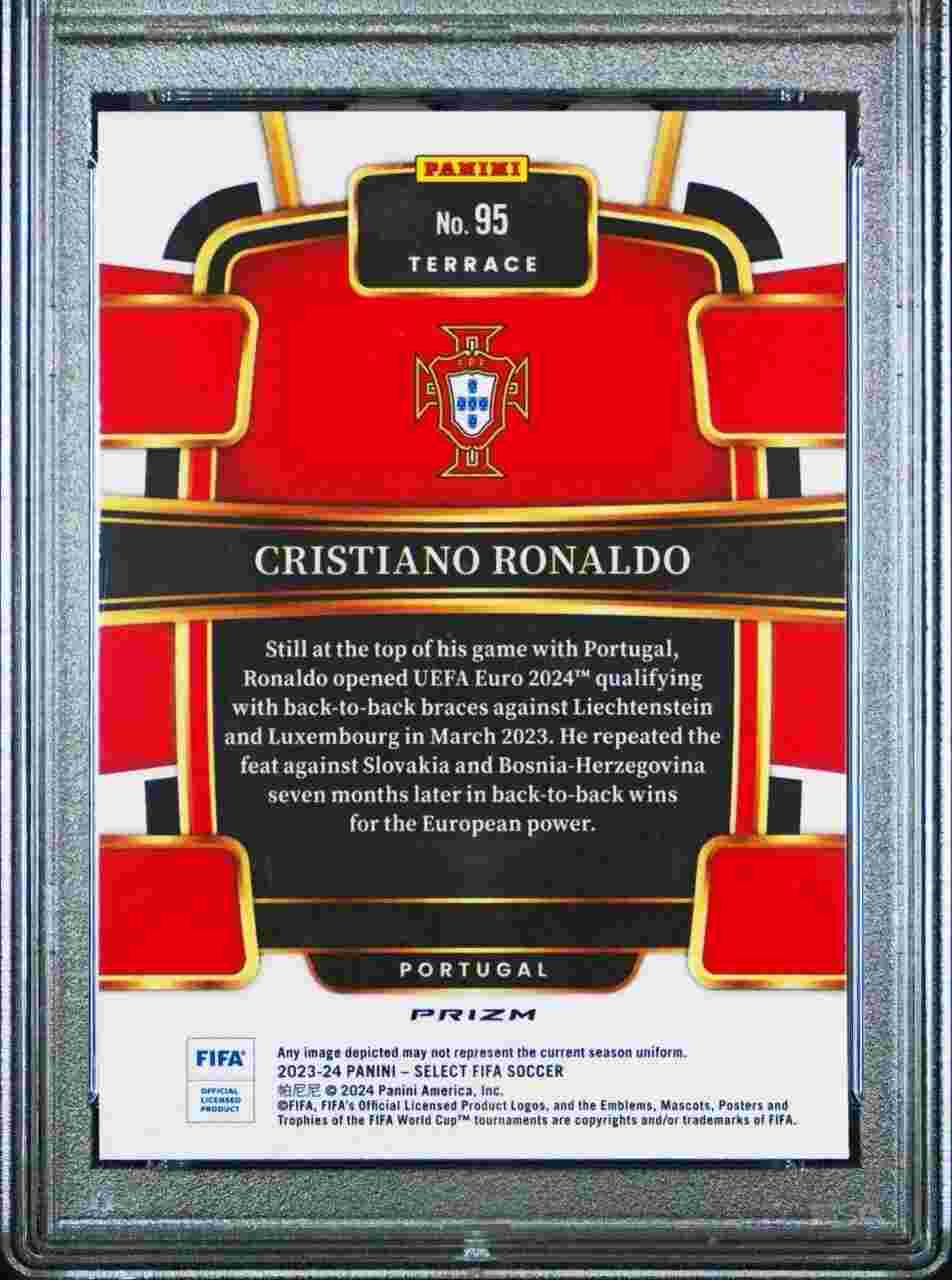 PANINI
No. 95
TERRACE
FPF
CRISTIANO RONALDO
Still at the top of his game with Portugal,
Ronaldo opened UEFA Euro 2024™ qualifying
with back-to-back braces against Liechtenstein
and Luxembourg in March 2023. He repeated the
feat against Slovakia and Bosnia-Herzegovina
seven months later in back-to-back wins
for the European power.
PORTUGAL
PRIZM
FIFA®
OFFICIAL
LICENSED
PRODUCT
Any image depicted may not represent the current season uniform.
2023-24 PANINI – SELECT FIFA SOCCER
帕尼尼 © 2024 Panini America, Inc.
©FIFA, FIFA's Official Licensed Product Logos, and the Emblems, Mascots, Posters and
Trophies of the FIFA World Cup™ tournaments are copyrights and/or trademarks of FIFA.
PSA